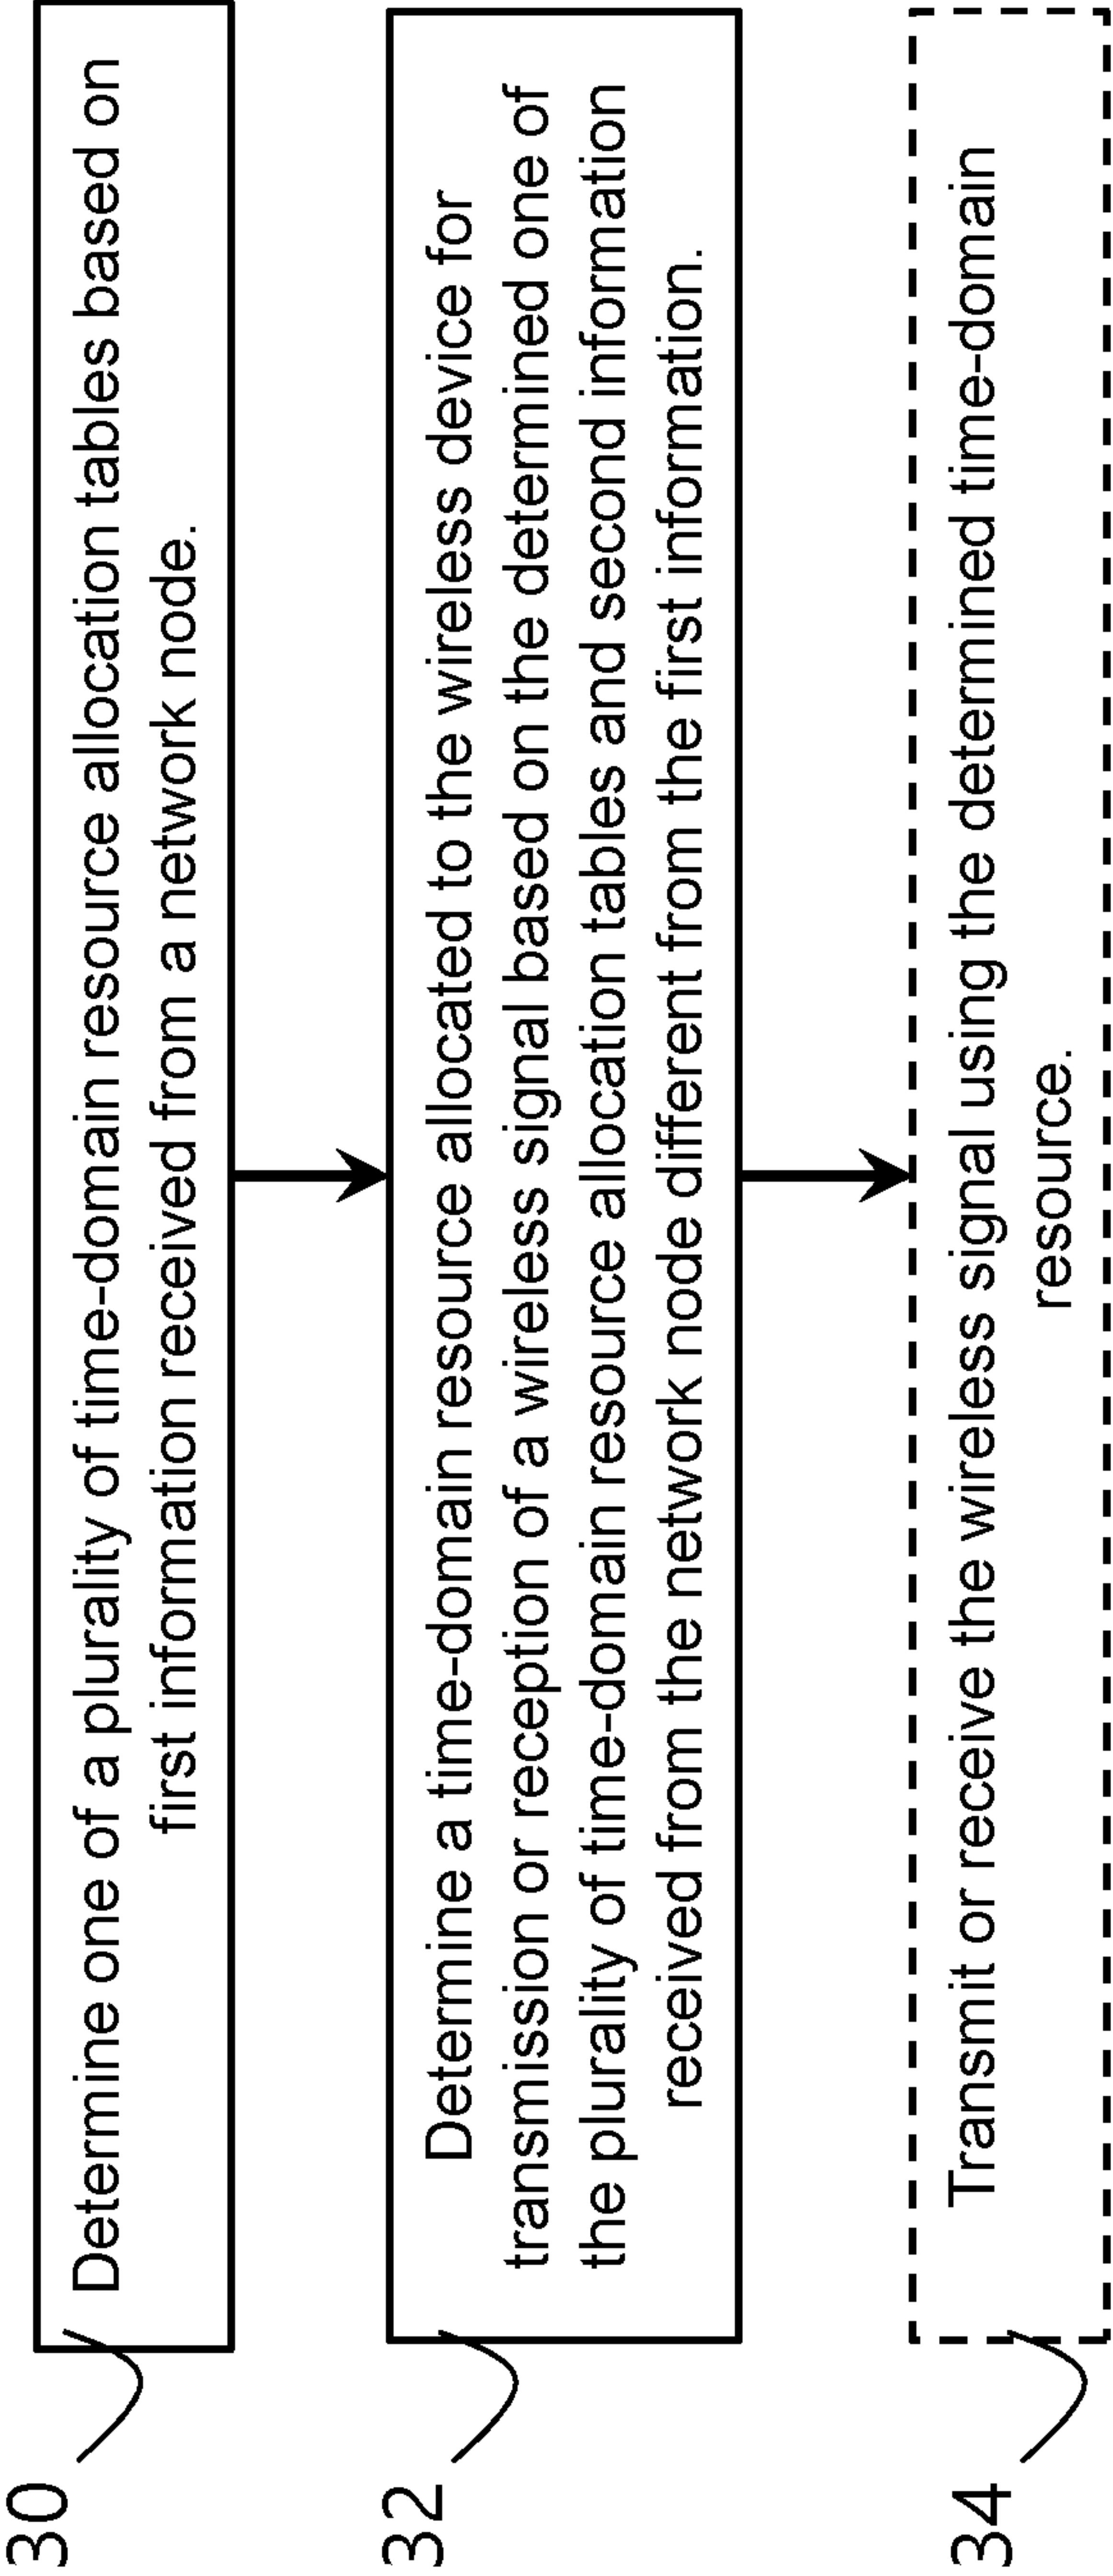 30
Determine one of a plurality of time-domain resource allocation tables based on
first information received from a network node.
32
Determine a time-domain resource allocated to the wireless device for
transmission or reception of a wireless signal based on the determined one of
the plurality of time-domain resource allocation tables and second information
received from the network node different from the first information.
34
Transmit or receive the wireless signal using the determined time-domain
resource.